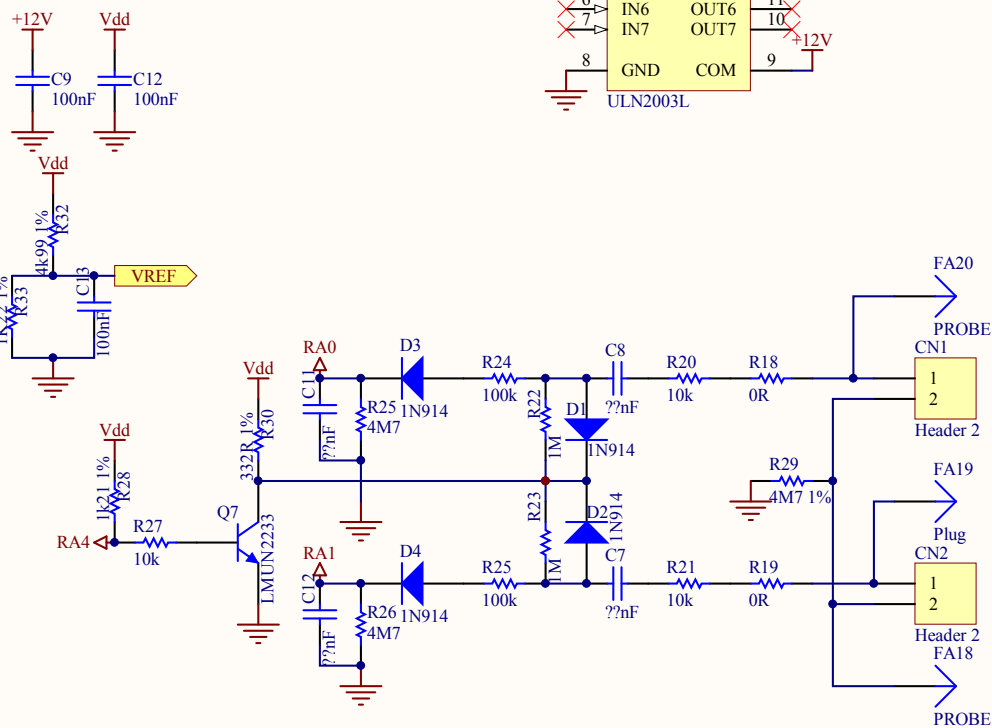 +12V
Vdd
C9
100nF
C12
100nF
IN6
OUT6
7
IN7
OUT7
10
+12V
8
GND
COM
9
ULN2003L
Vdd
4k99 1%
R32
VREF
R33
C13
100nF
Vdd
1k21 1%
R28
RA4
R27
10k
Q7
LMUN2233
Vdd
332R 1%
R30
RA0
C11
??nF
R25
4M7
D3
1N914
R24
100k
R22
1M
D1
1N914
C8
??nF
R20
10k
R18
0R
RA1
C12
??nF
R26
4M7
D4
1N914
R25
100k
R23
1M
D2
1N914
C7
??nF
R21
10k
R19
0R
R29
4M7 1%
FA20
PROBE
CN1
1
2
Header 2
FA19
Plug
CN2
1
2
Header 2
FA18
PROBE